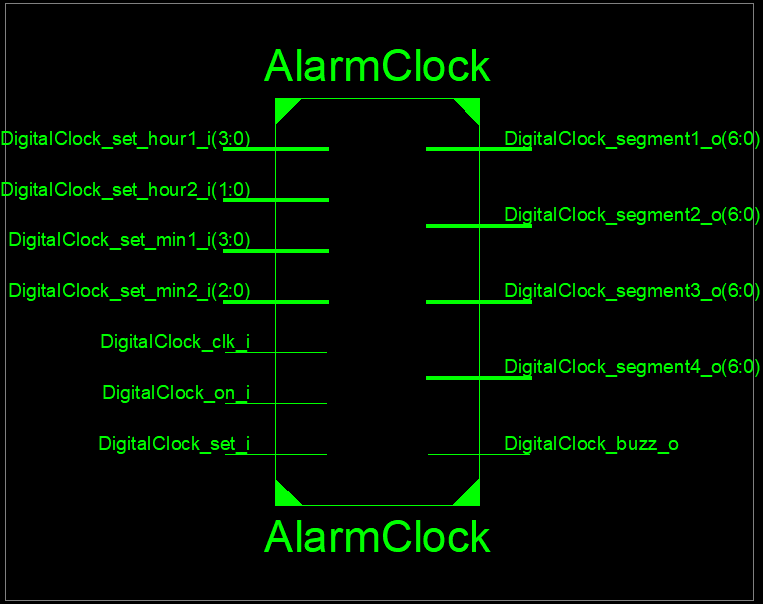 AlarmClock
DigitalClock_set_hour1_i(3:0)
DigitalClock_set_hour2_i(1:0)
DigitalClock_set_min1_i(3:0)
DigitalClock_set_min2_i(2:0)
DigitalClock_clk_i
DigitalClock_on_i
DigitalClock_set_i
DigitalClock_segment1_o(6:0)
DigitalClock_segment2_o(6:0)
DigitalClock_segment3_o(6:0)
DigitalClock_segment4_o(6:0)
DigitalClock_buzz_o
AlarmClock